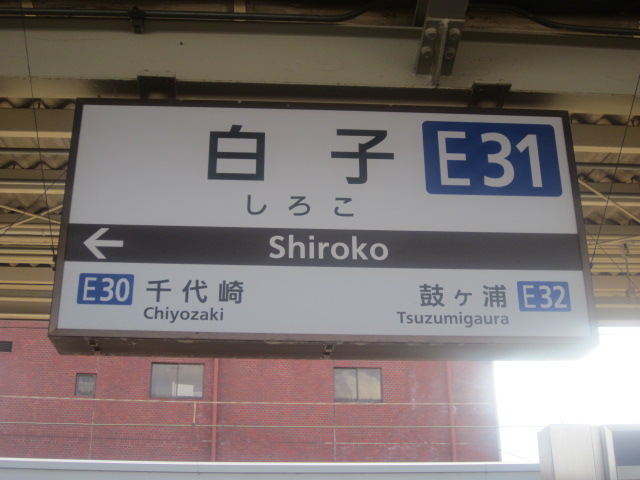 白子 E31
しろこ
← Shiroko
E30 千代崎 鼓ヶ浦 E32
Chiyozaki Tsuzumigaura